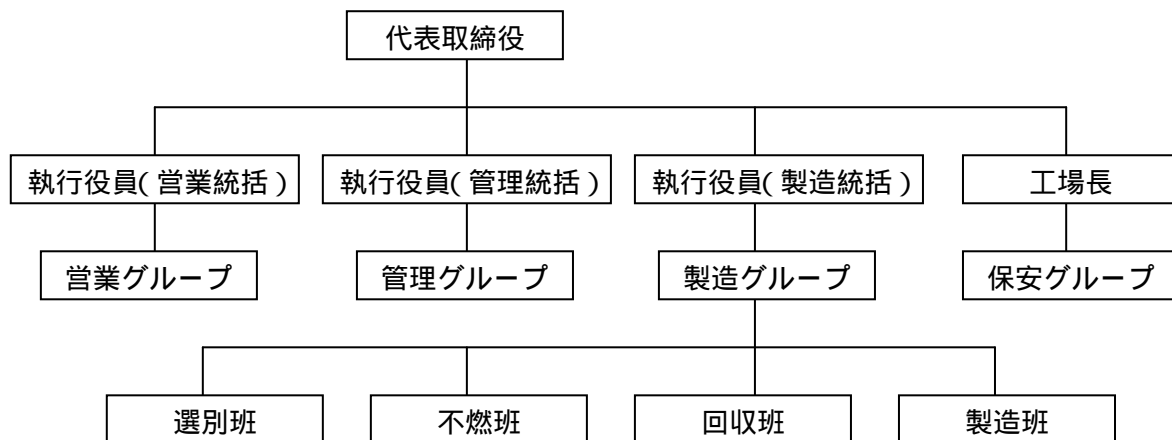 代表取締役
執行役員(営業統括)
執行役員(管理統括)
執行役員(製造統括)
工場長
営業グループ
管理グループ
製造グループ
保安グループ
選別班
不燃班
回収班
製造班